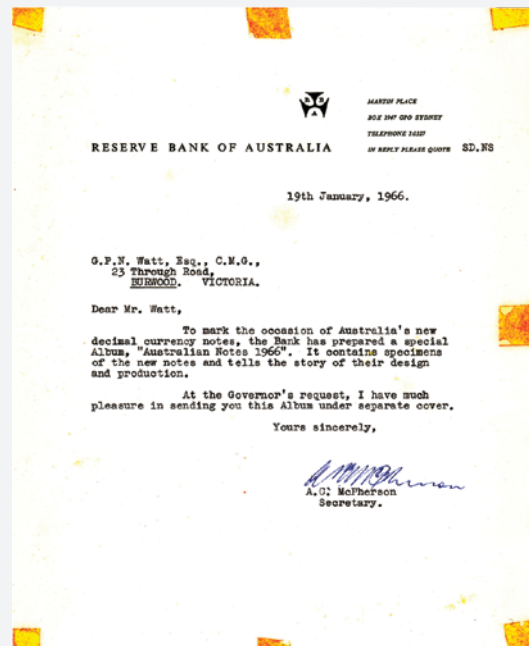 MARTIN PLACE
BOX 3947 GPO SYDNEY
TELEPHONE 20327
RESERVE BANK OF AUSTRALIA
IN REPLY PLEASE QUOTE SD.NS
19th January, 1966.
G.P.N. Watt, Esq., C.M.G.,
23 Through Road,
BURWOOD. VICTORIA.
Dear Mr. Watt,
To mark the occasion of Australia's new
decimal currency notes, the Bank has prepared a special
Album, "Australian Notes 1966". It contains specimens
of the new notes and tells the story of their design
and production.
At the Governor's request, I have much
pleasure in sending you this Album under separate cover.
Yours sincerely,
A.C. McPherson
Secretary.